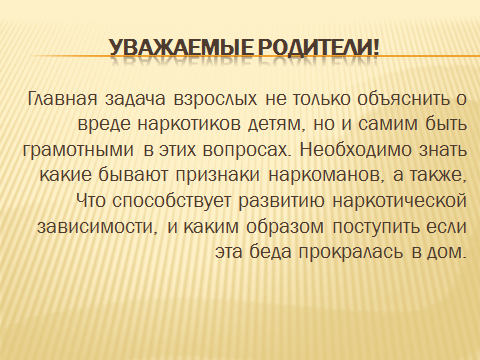 УВАЖАЕМЫЕ РОДИТЕЛИ!
Главная задача взрослых не только объяснить о
вреде наркотиков детям, но и самим быть
грамотными в этих вопросах. Необходимо знать
какие бывают признаки наркоманов, а также,
Что способствует развитию наркотической
зависимости, и каким образом поступить если
эта беда прокралась в дом.